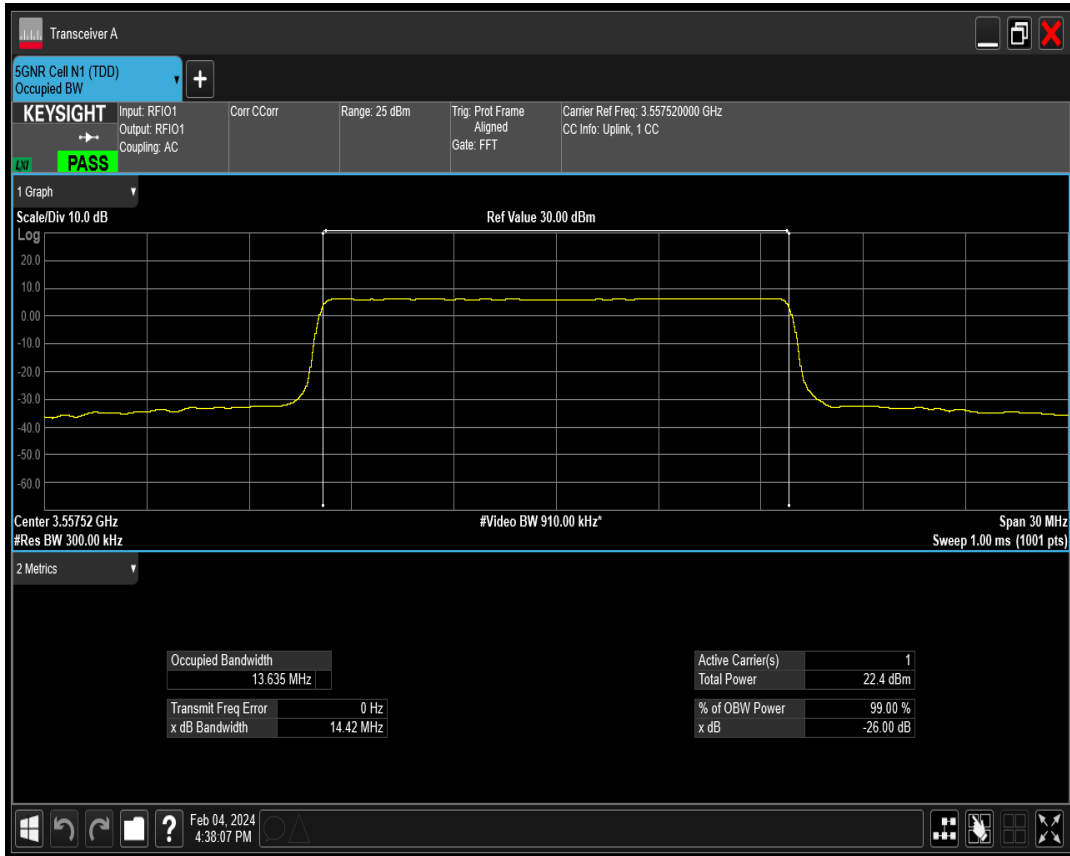 Transceiver A
5GNR Cell N1 (TDD)
Occupied BW
+
KEYSIGHT
LXI
PASS
Input: RFIO1
Output: RFIO1
Coupling: AC
Corr CCorr
Range: 25 dBm
Trig: Prot Frame
Aligned
Gate: FFT
Carrier Ref Freq: 3.557520000 GHz
CC Info: Uplink, 1 CC
1 Graph
Scale/Div 10.0 dB
Ref Value 30.00 dBm
Log
20.0
10.0
0.00
-10.0
-20.0
-30.0
-40.0
-50.0
-60.0
Center 3.55752 GHz
#Video BW 910.00 kHz*
Span 30 MHz
#Res BW 300.00 kHz
Sweep 1.00 ms (1001 pts)
2 Metrics
Occupied Bandwidth
13.635 MHz
Transmit Freq Error 0 Hz
x dB Bandwidth 14.42 MHz
Active Carrier(s) 1
Total Power 22.4 dBm
% of OBW Power 99.00 %
x dB -26.00 dB
?
Feb 04, 2024
4:38:07 PM